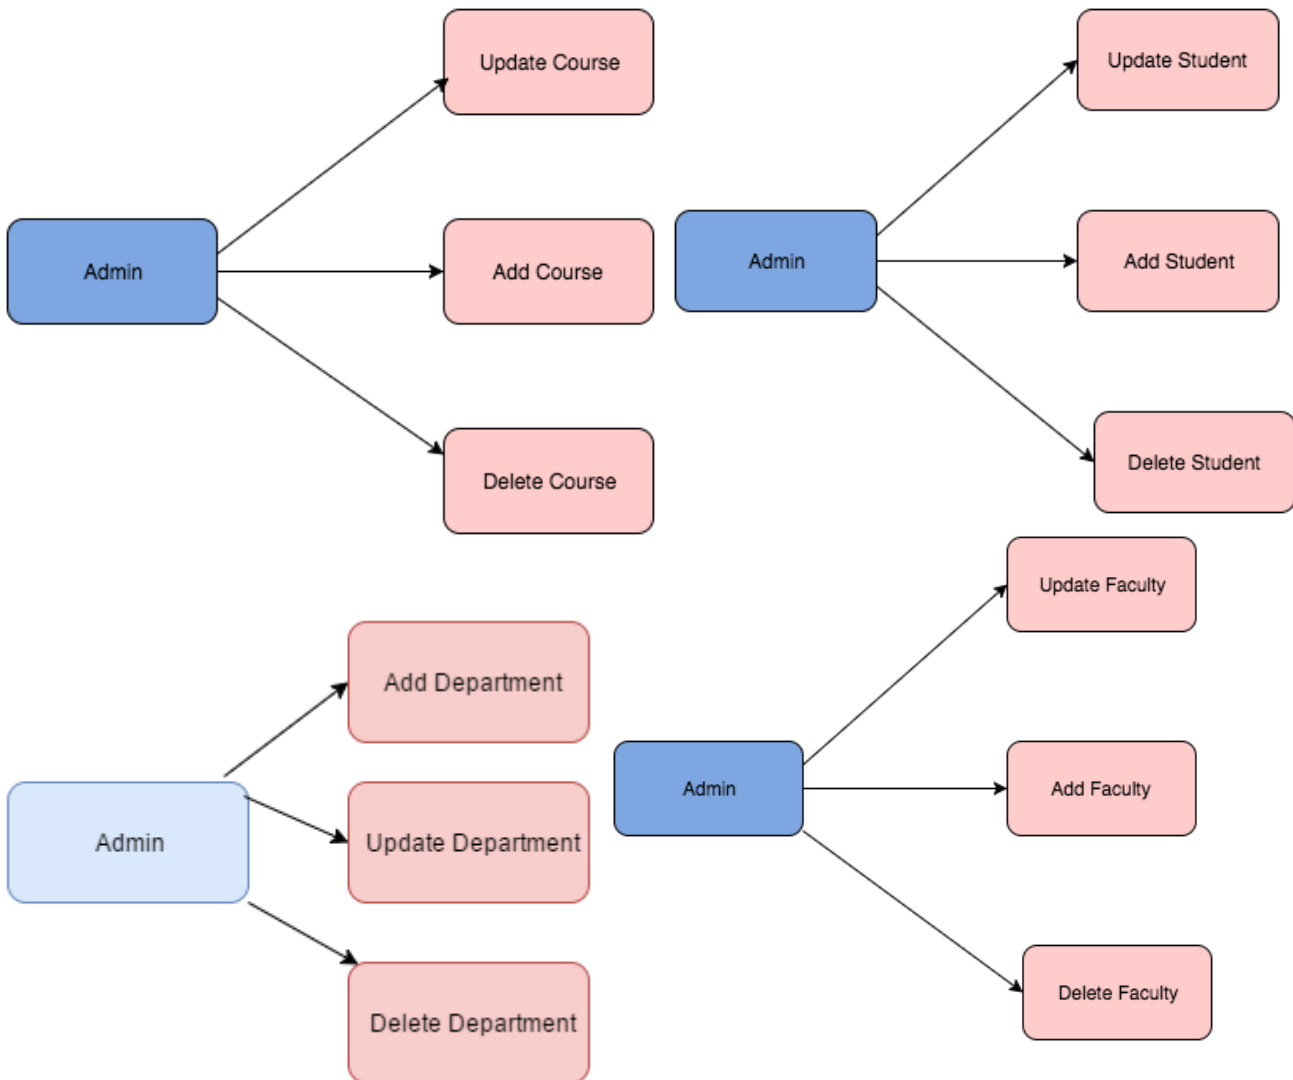 Update Course
Admin
Add Course
Delete Course
Update Student
Admin
Add Student
Delete Student
Add Department
Admin
Update Department
Delete Department
Update Faculty
Admin
Add Faculty
Delete Faculty